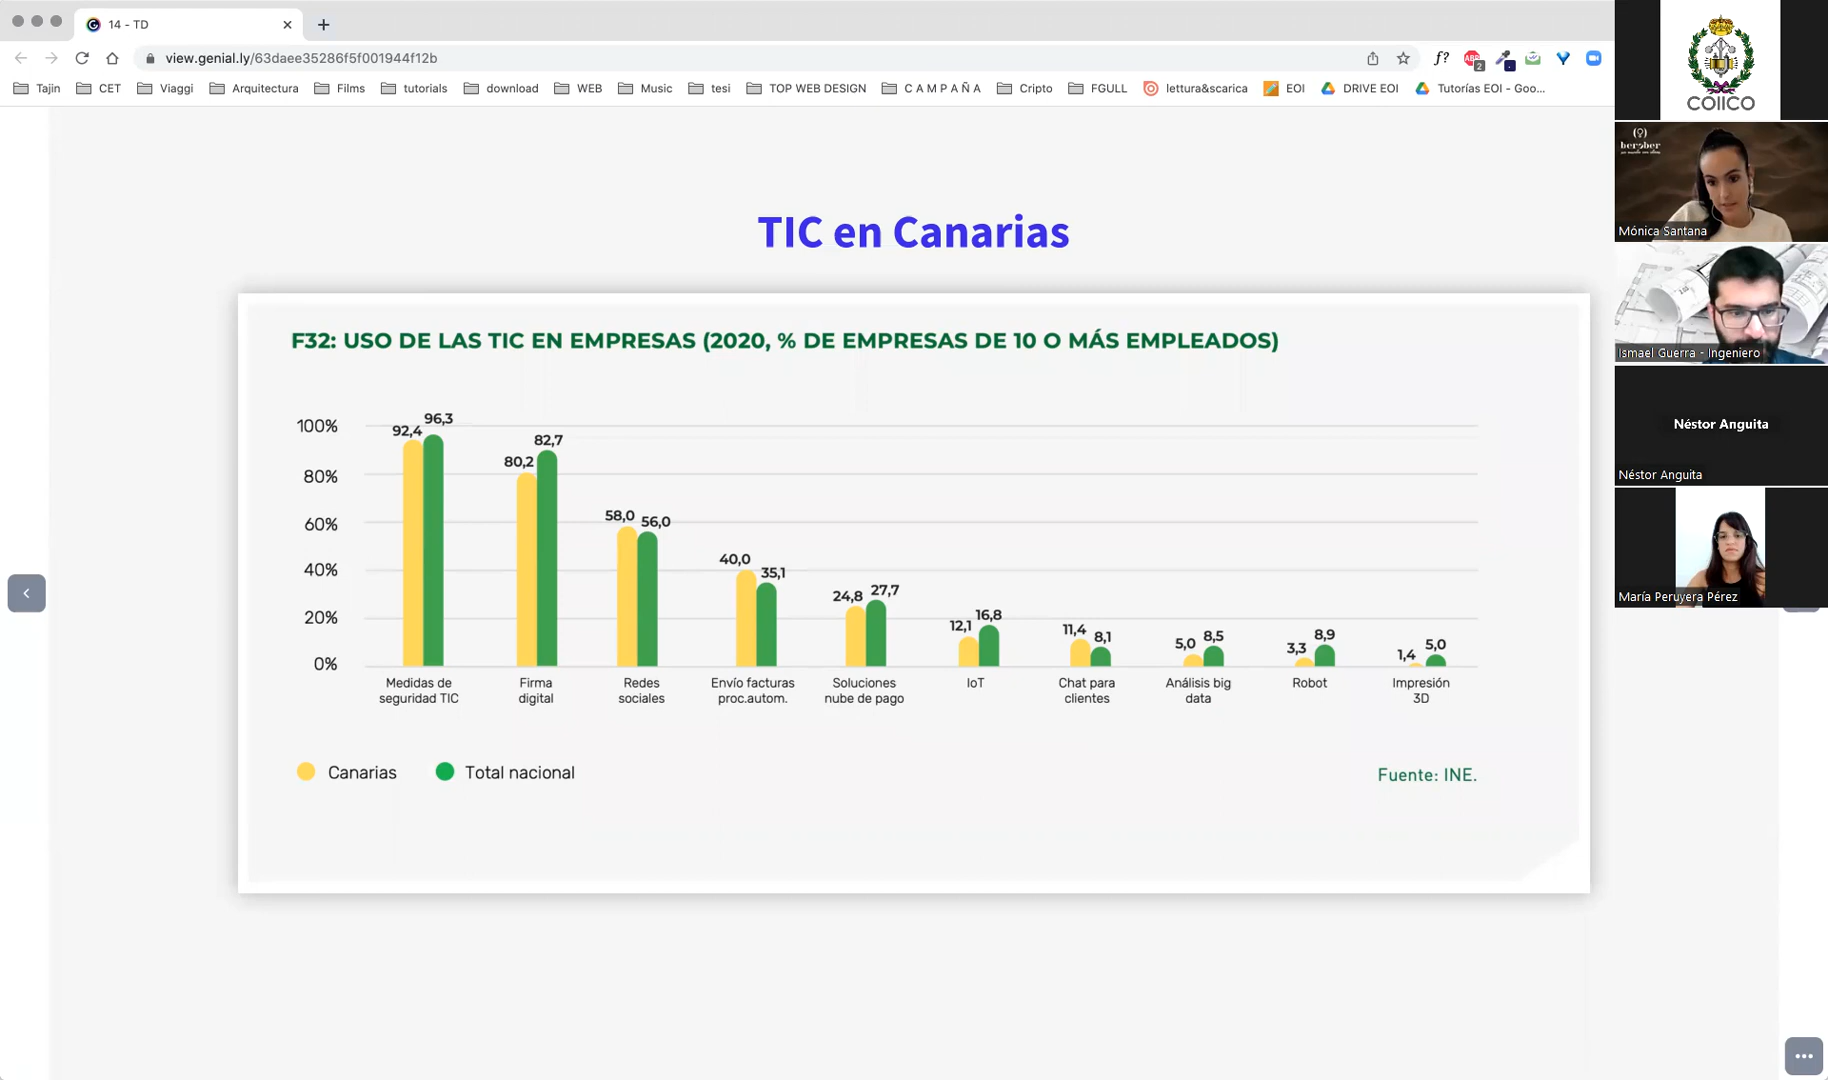 14 - TD
view.genial.ly/63daee35286f5f001944f12b
f?
ABP
2
Tajin
CET
Viaggi
Arquitectura
Films
tutorials
download
WEB
Music
tesi
TOP WEB DESIGN
C A M P A Ñ A
Cripto
FGULL
lettura&scarica
EOI
DRIVE EOI
Tutorías EOI - Goo...
TIC en Canarias
F32: USO DE LAS TIC EN EMPRESAS (2020, % DE EMPRESAS DE 10 O MÁS EMPLEADOS)
100%
80%
60%
40%
20%
0%
92,4
96,3
80,2
82,7
58,0
56,0
40,0
35,1
24,8
27,7
12,1
16,8
11,4
8,1
5,0
8,5
3,3
8,9
1,4
5,0
Medidas de
seguridad TIC
Firma
digital
Redes
sociales
Envío facturas
proc.autom.
Soluciones
nube de pago
IoT
Chat para
clientes
Análisis big
data
Robot
Impresión
3D
Canarias
Total nacional
Fuente: INE.
COIICO
berober
Mónica Santana
Ismael Guerra - Ingeniero
Néstor Anguita
Néstor Anguita
María Peruyera Pérez